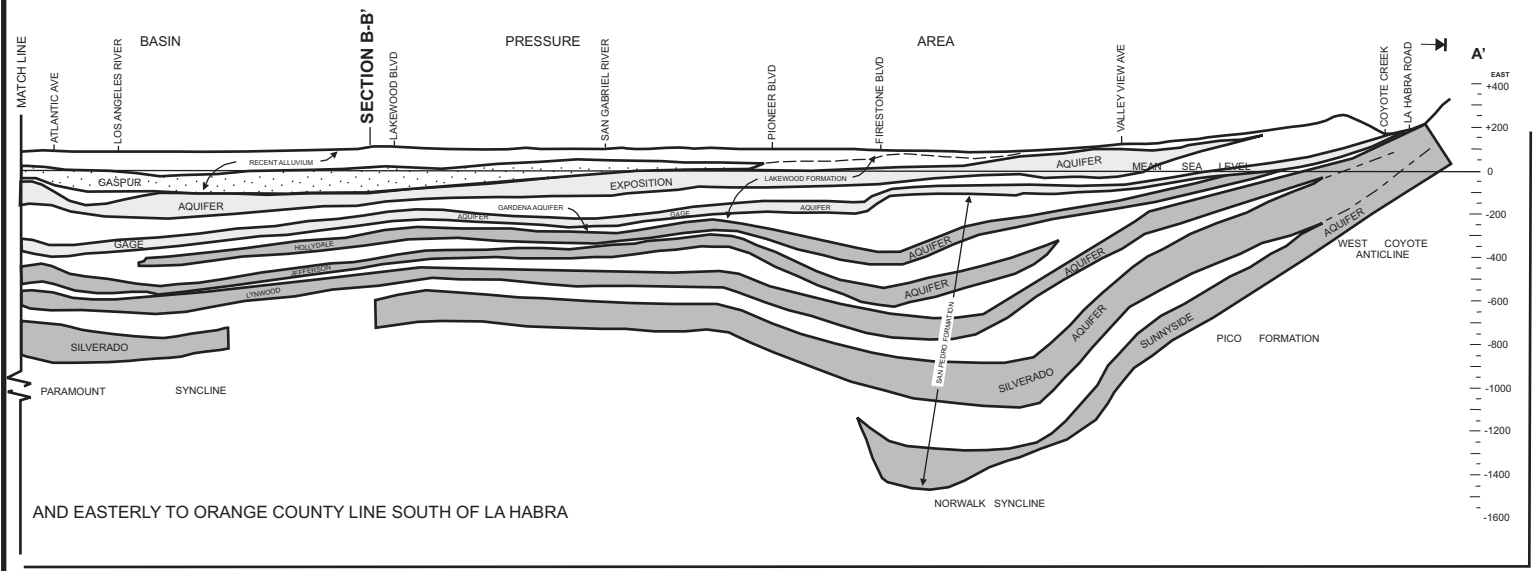 BASIN
PRESSURE
AREA
MATCH LINE
ATLANTIC AVE
LOS ANGELES RIVER
SECTION B-B'
LAKEWOOD BLVD
SAN GABRIEL RIVER
PIONEER BLVD
FIRESTONE BLVD
VALLEY VIEW AVE
COYOTE CREEK
LA HABRA ROAD
A'
EAST
+400
+200
0
-200
-400
-600
-800
-1000
-1200
-1400
-1600
RECENT ALLUVIUM
GASPUR
AQUIFER
EXPOSITION
LAKEWOOD FORMATION
AQUIFER
MEAN SEA LEVEL
GARDENA AQUIFER
AQUIFER
GAGE
AQUIFER
GAGE
HOLLYDALE
JEFFERSON
LYNWOOD
AQUIFER
AQUIFER
AQUIFER
AQUIFER
AQUIFER
WEST COYOTE
ANTICLINE
SAN PEDRO FORMATION
SUNNYSIDE
PICO FORMATION
SILVERADO
SILVERADO
PARAMOUNT SYNCLINE
NORWALK SYNCLINE
AND EASTERLY TO ORANGE COUNTY LINE SOUTH OF LA HABRA